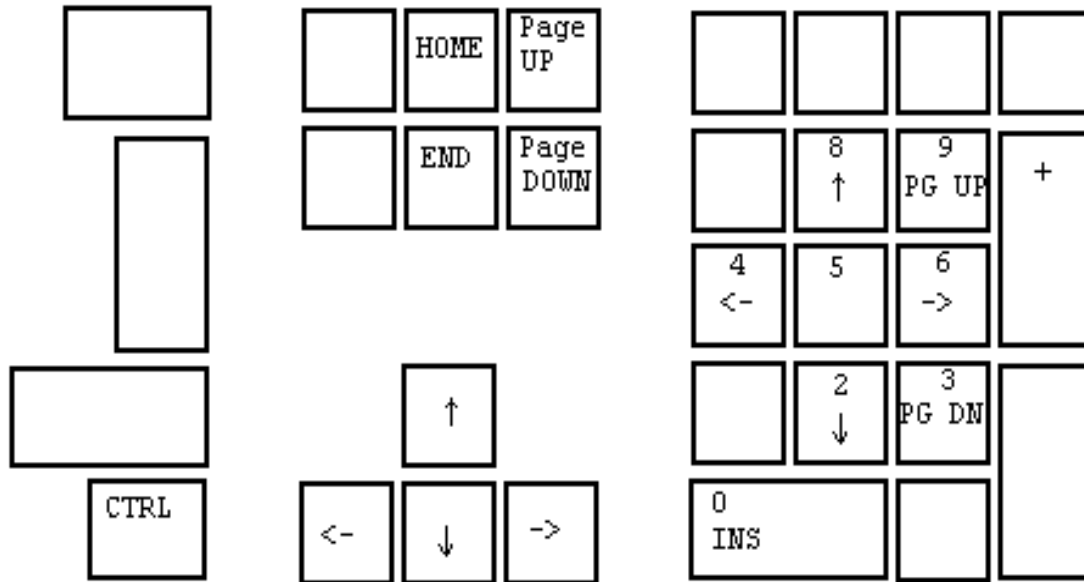 HOME
Page
UP
END
Page
DOWN
8
↑
9
PG UP
+
4
<-
5
6
->
↑
2
↓
3
PG DN
CTRL
<-
↓
->
0
INS